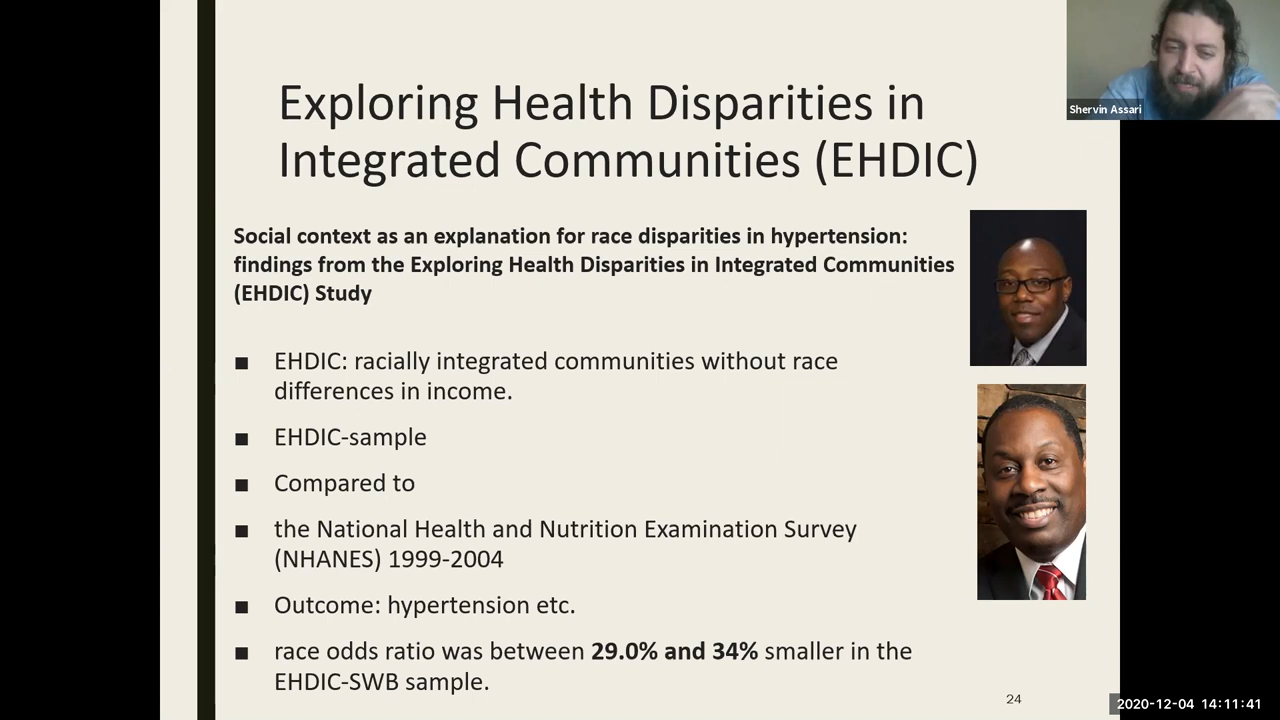 Exploring Health Disparities in
Integrated Communities (EHDIC)
Shervin Assari
Social context as an explanation for race disparities in hypertension:
findings from the Exploring Health Disparities in Integrated Communities
(EHDIC) Study
■ EHDIC: racially integrated communities without race
differences in income.
■ EHDIC-sample
■ Compared to
■ the National Health and Nutrition Examination Survey
(NHANES) 1999-2004
■ Outcome: hypertension etc.
■ race odds ratio was between 29.0% and 34% smaller in the
EHDIC-SWB sample.
24
2020-12-04 14:11:41